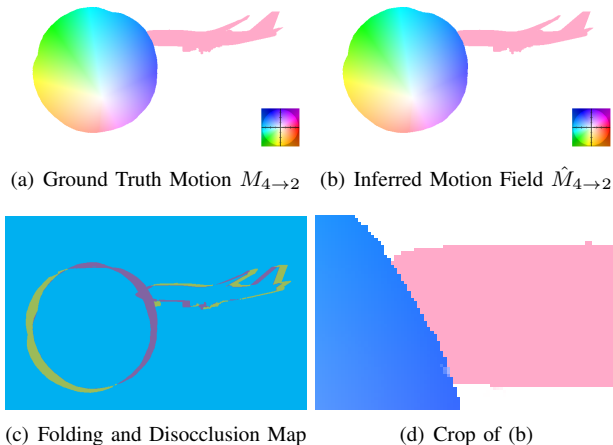 (a) Ground Truth Motion M₄→₂
(b) Inferred Motion Field M̂₄→₂
(c) Folding and Disocclusion Map
(d) Crop of (b)